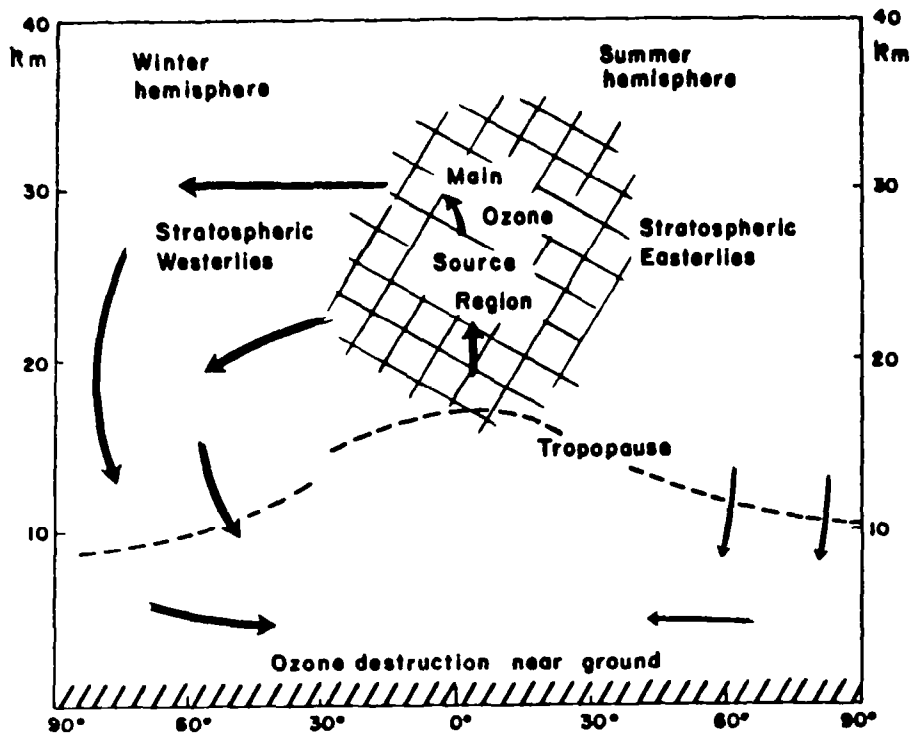 40
40
Km
Km
Winter
hemisphere
Summer
hemisphere
Main
30
30
Ozone
Stratospheric
Westerlies
Stratospheric
Easterlies
Source
Region
20
20
Tropopause
10
10
Ozone destruction near ground
90° 60° 30° 0° 30° 60° 90°